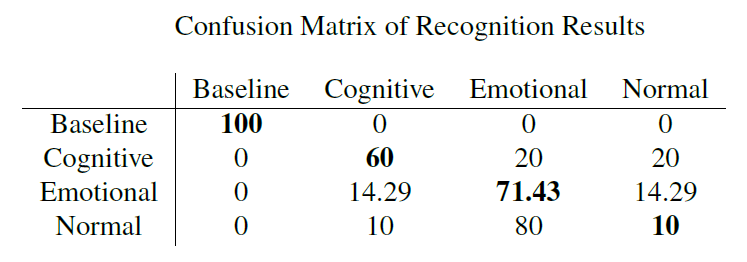 Confusion Matrix of Recognition Results
Baseline Cognitive Emotional Normal
Baseline 100 0 0 0
Cognitive 0 60 20 20
Emotional 0 14.29 71.43 14.29
Normal 0 10 80 10